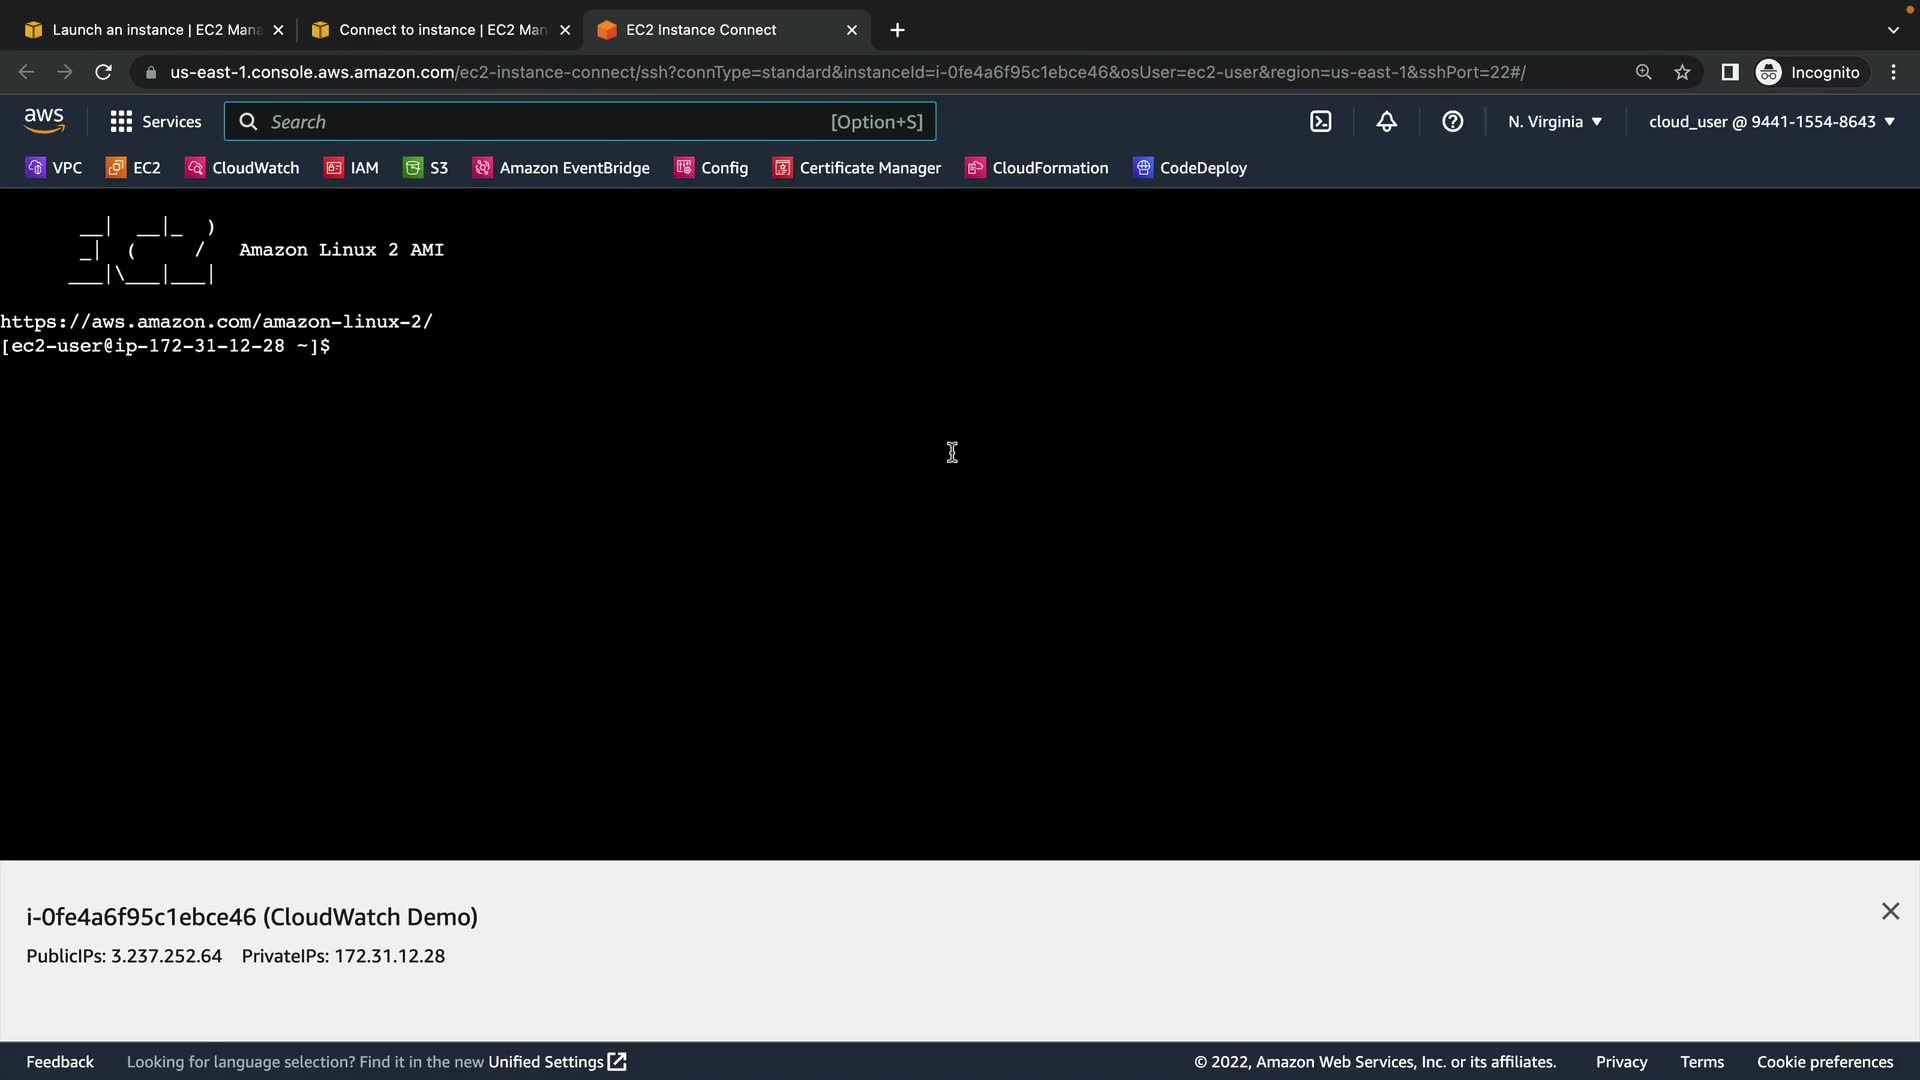 Launch an instance | EC2 Mana
Connect to instance | EC2 Man
EC2 Instance Connect
us-east-1.console.aws.amazon.com/ec2-instance-connect/ssh?connType=standard&instanceId=i-0fe4a6f95c1ebce46&osUser=ec2-user&region=us-east-1&sshPort=22#/
Incognito
aws
Services
Search
[Option+S]
N. Virginia
cloud_user @ 9441-1554-8643
VPC
EC2
CloudWatch
IAM
S3
Amazon EventBridge
Config
Certificate Manager
CloudFormation
CodeDeploy
__|  __|_  )
_|  (     /   Amazon Linux 2 AMI
___|\___|___|
https://aws.amazon.com/amazon-linux-2/
[ec2-user@ip-172-31-12-28 ~]$
i-0fe4a6f95c1ebce46 (CloudWatch Demo)
PublicIPs: 3.237.252.64 PrivateIPs: 172.31.12.28
Feedback
Looking for language selection? Find it in the new Unified Settings
© 2022, Amazon Web Services, Inc. or its affiliates.
Privacy
Terms
Cookie preferences